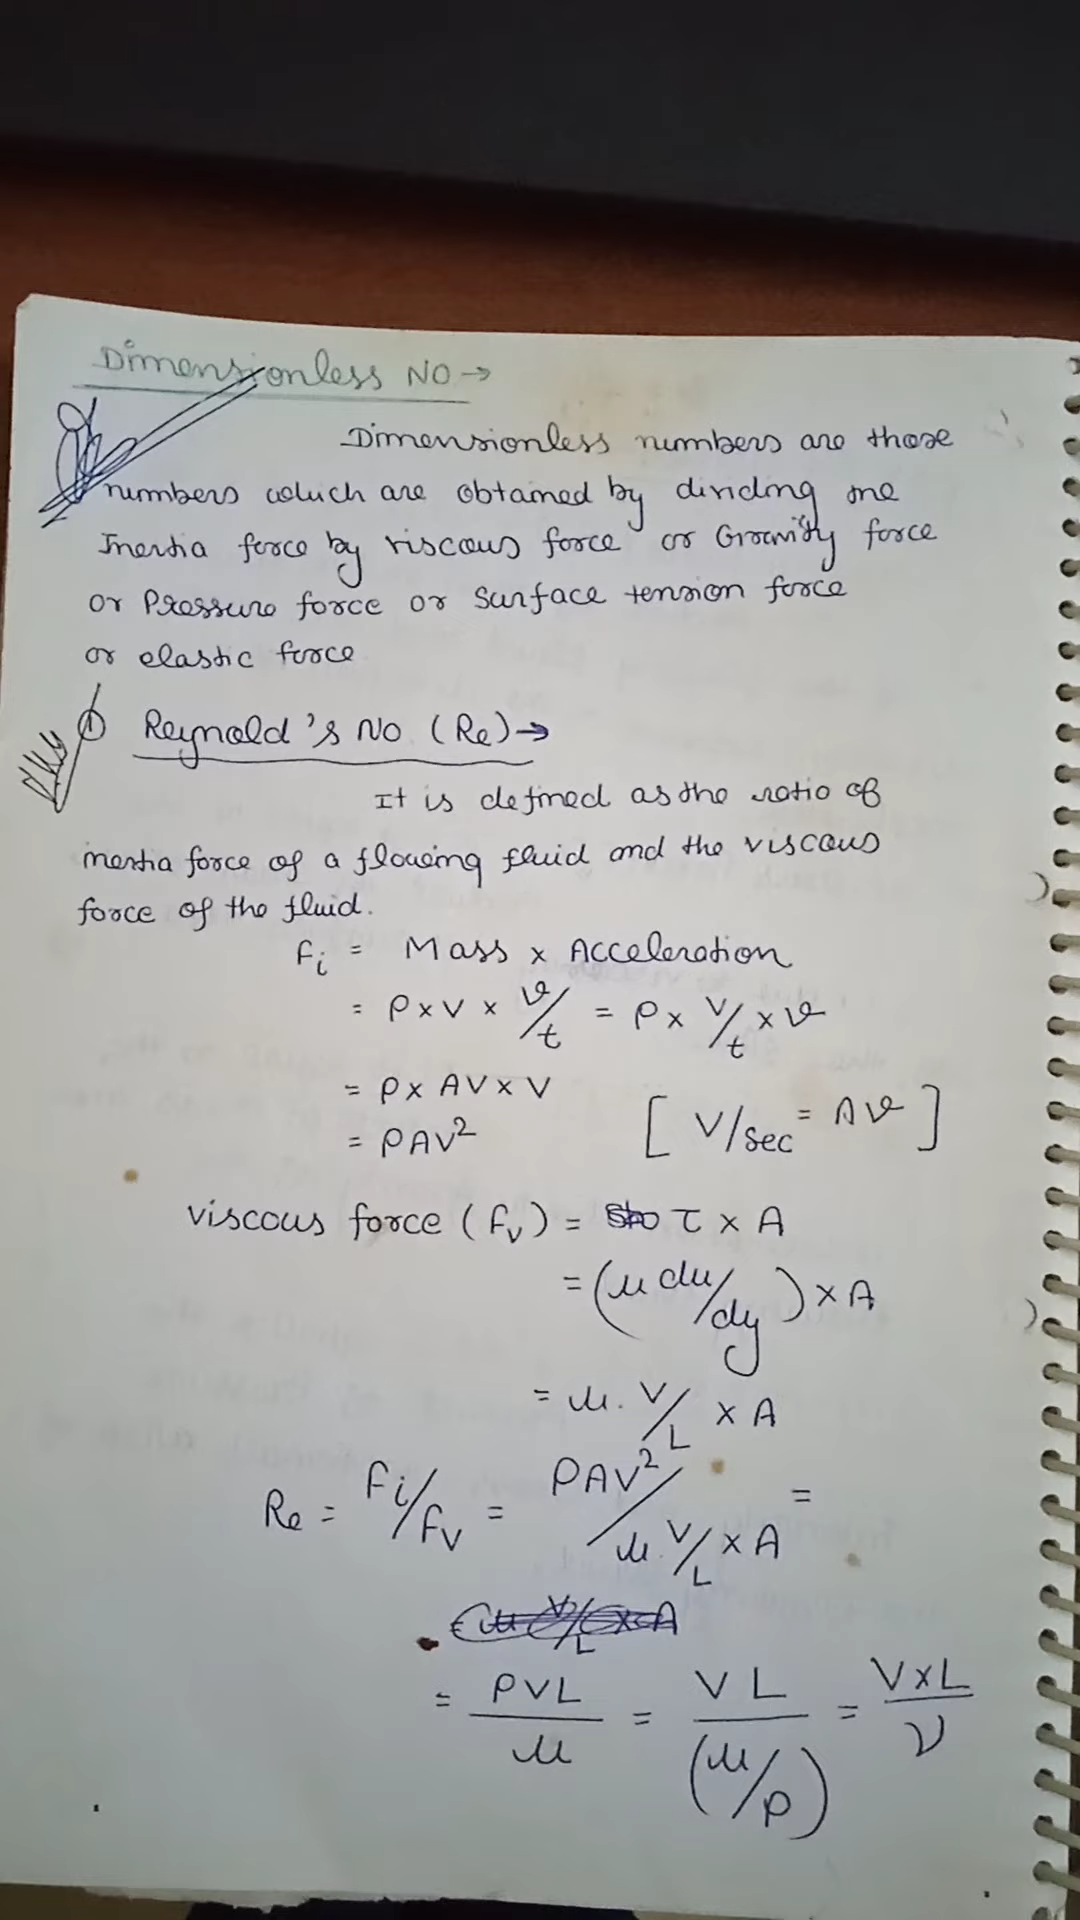 Dimensionless NO →
Dimensionless numbers are those
numbers which are obtained by dividing the
Inertia force by viscous force or Gravity force
or Pressure force or surface tension force
or elastic force
① Reynold's No (Re) →
It is defined as the ratio of
inertia force of a flowing fluid and the viscous
force of the fluid.
Fi = Mass × Acceleration
= ρ × V × v/t = ρ × V/t × v
= ρ × AV × V
= ρAV² [V/sec = Av]
viscous force (Fv) = τ × A
= (μ du/dy) × A
= μ. V/L × A
Re = Fi/Fv = ρAV² / μ. V/L × A =
= ρVL/μ = VL/(μ/ρ) = V×L/ν